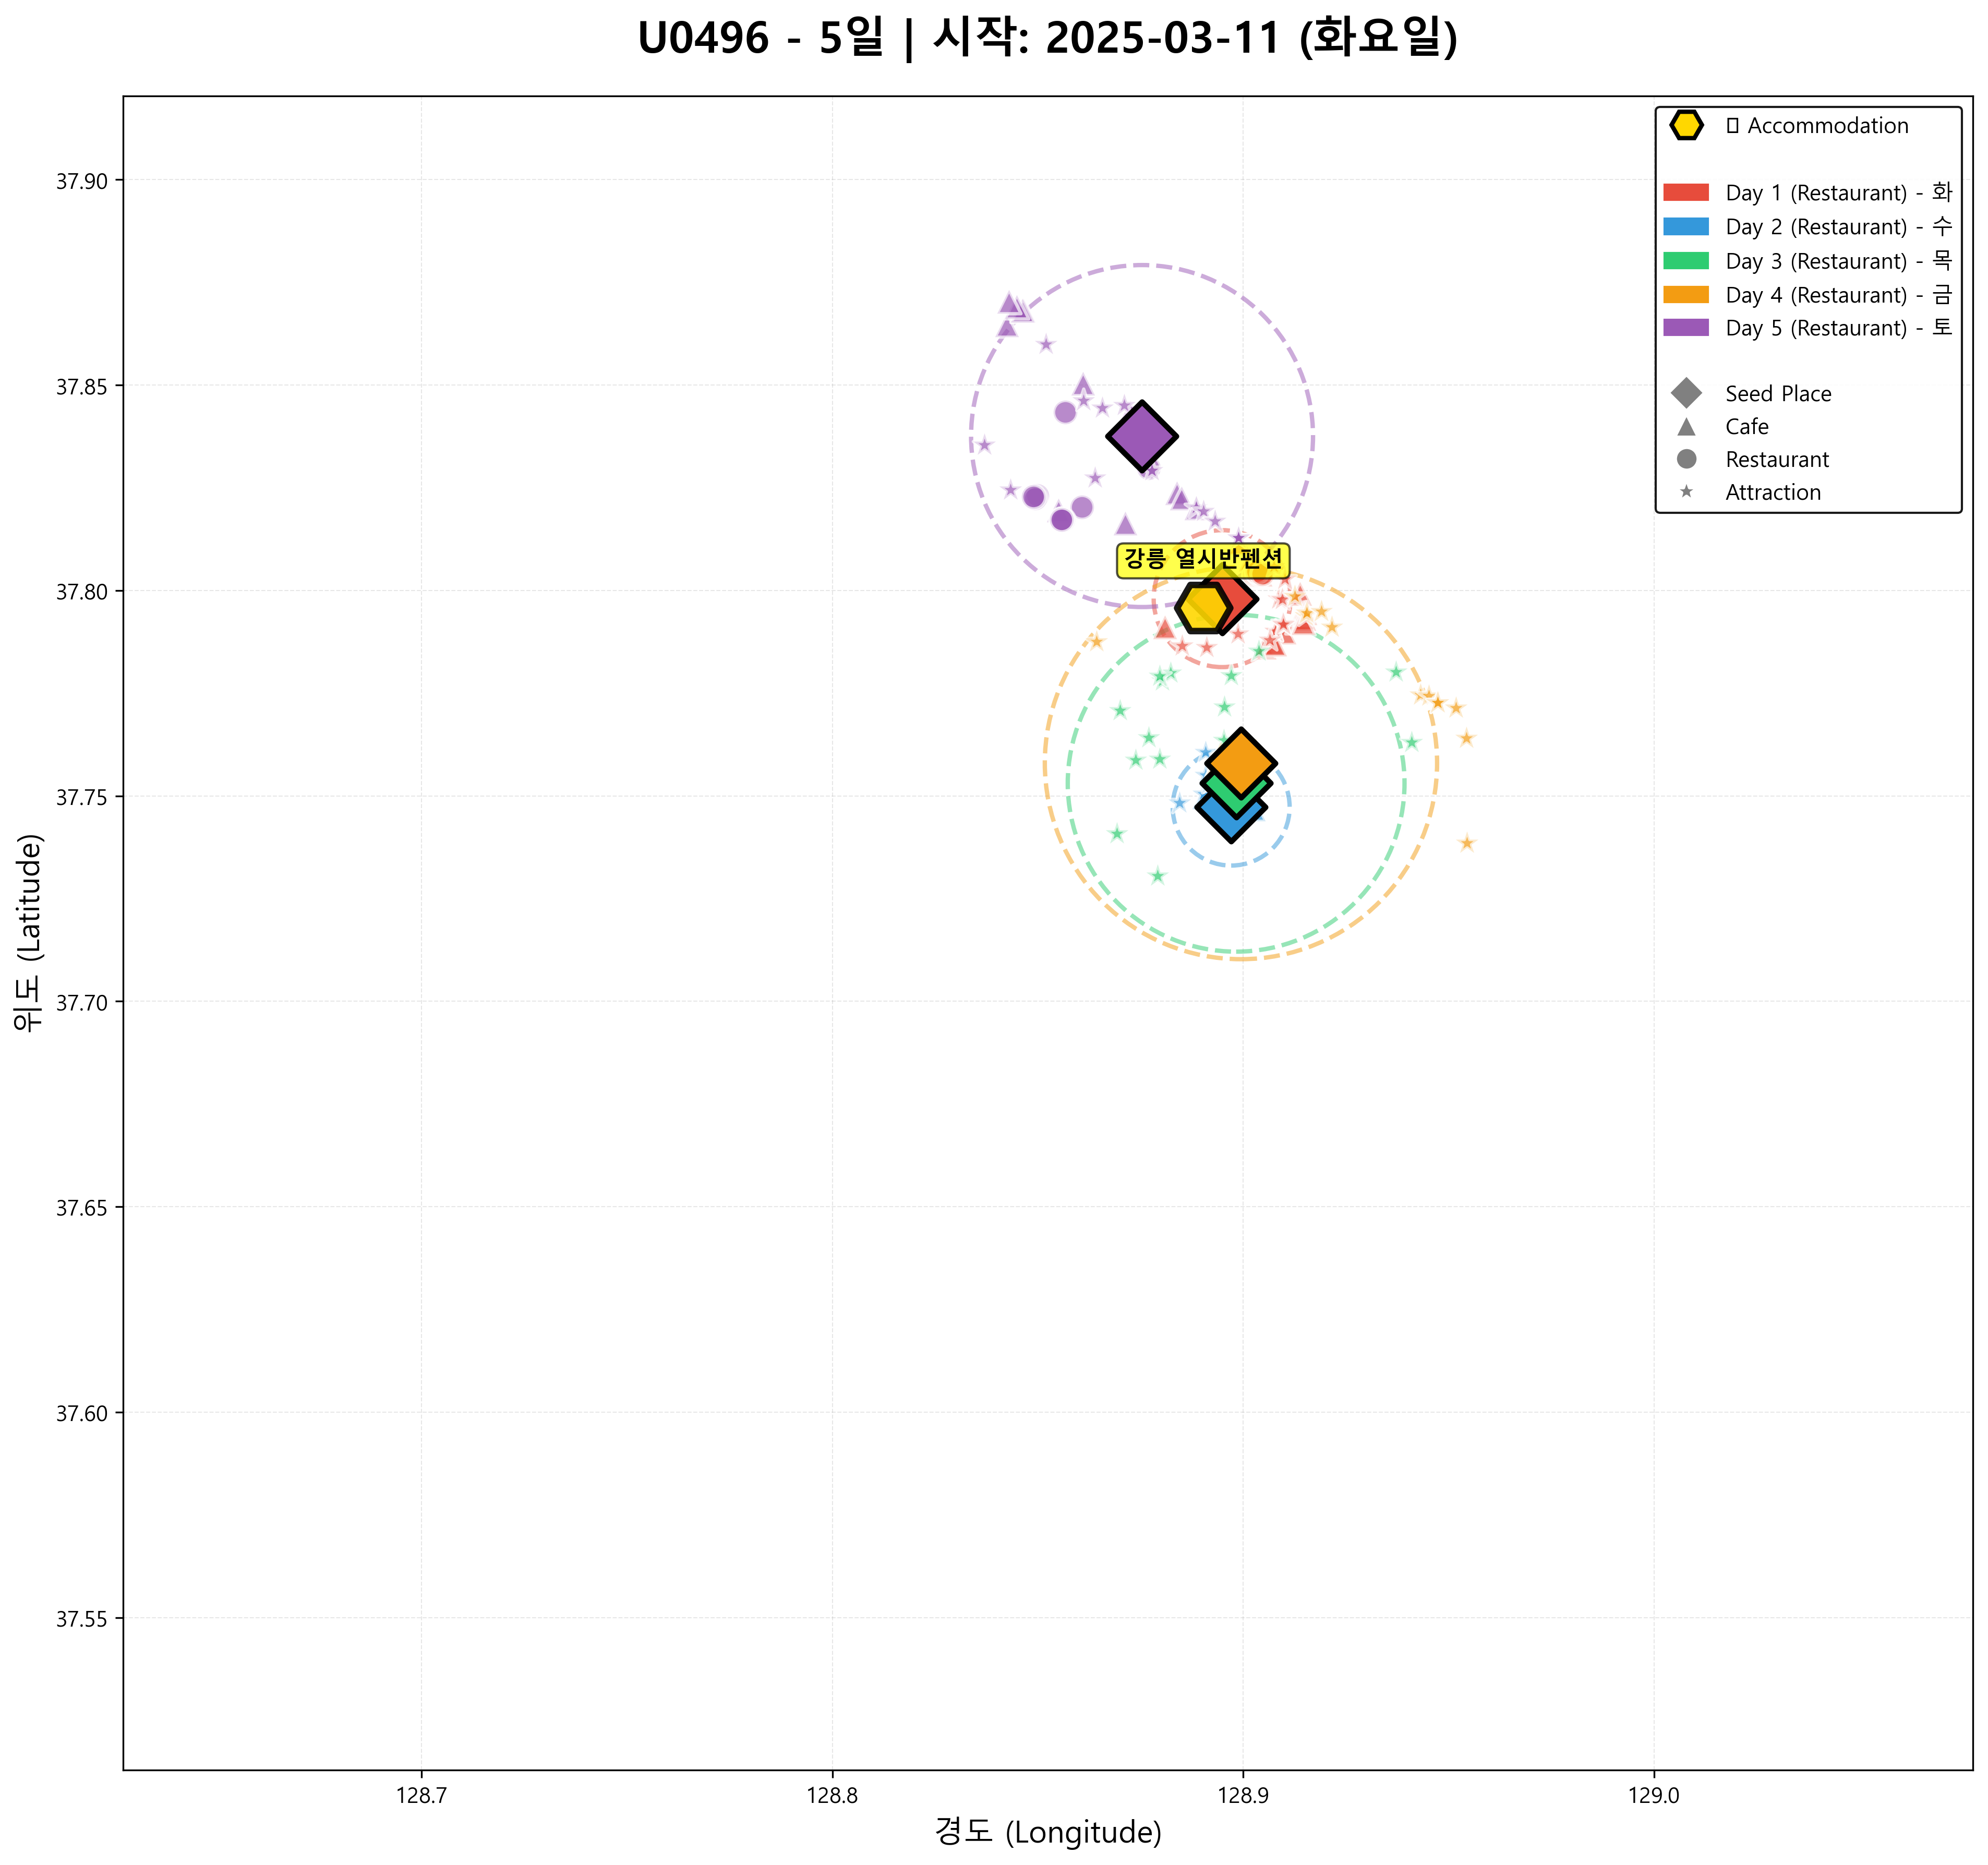 U0496 - 5일 | 시작: 2025-03-11 (화요일)
Accommodation
Day 1 (Restaurant) - 화
Day 2 (Restaurant) - 수
Day 3 (Restaurant) - 목
Day 4 (Restaurant) - 금
Day 5 (Restaurant) - 토
Seed Place
Cafe
Restaurant
Attraction
강릉 열시반펜션
위도 (Latitude)
37.90
37.85
37.80
37.75
37.70
37.65
37.60
37.55
128.7
128.8
128.9
129.0
경도 (Longitude)